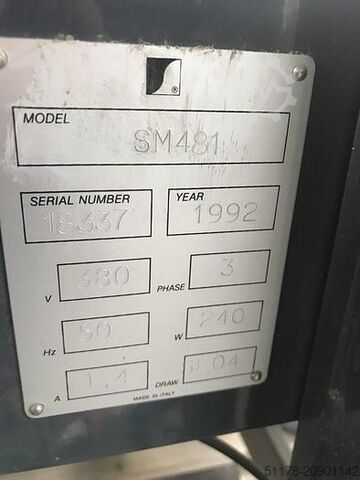 MODEL
SM481
SERIAL NUMBER 18337 YEAR 1992
V 380 PHASE 3
Hz 50 W 240
A 1,4 DRAW 04
MADE IN ITALY
51178-20901142